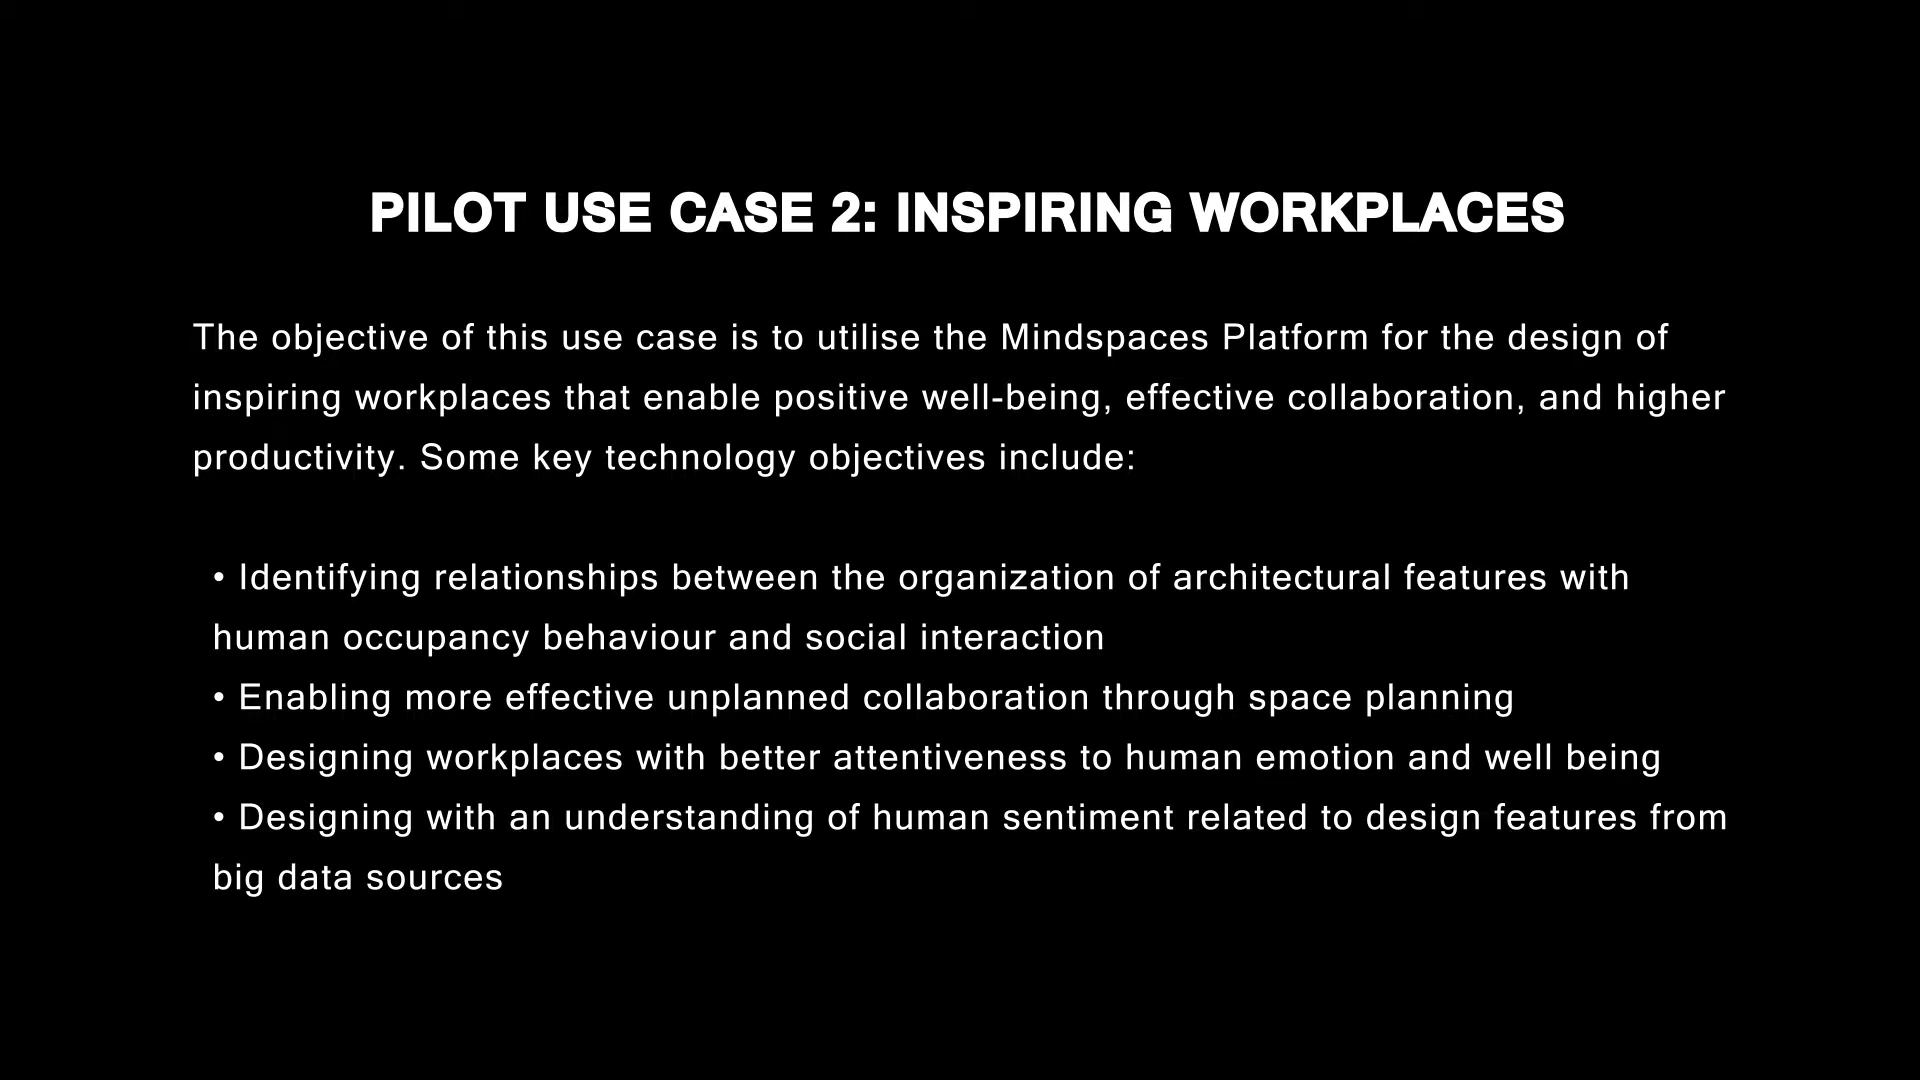 PILOT USE CASE 2: INSPIRING WORKPLACES
The objective of this use case is to utilise the Mindspaces Platform for the design of
inspiring workplaces that enable positive well-being, effective collaboration, and higher
productivity. Some key technology objectives include:
• Identifying relationships between the organization of architectural features with
human occupancy behaviour and social interaction
• Enabling more effective unplanned collaboration through space planning
• Designing workplaces with better attentiveness to human emotion and well being
• Designing with an understanding of human sentiment related to design features from
big data sources